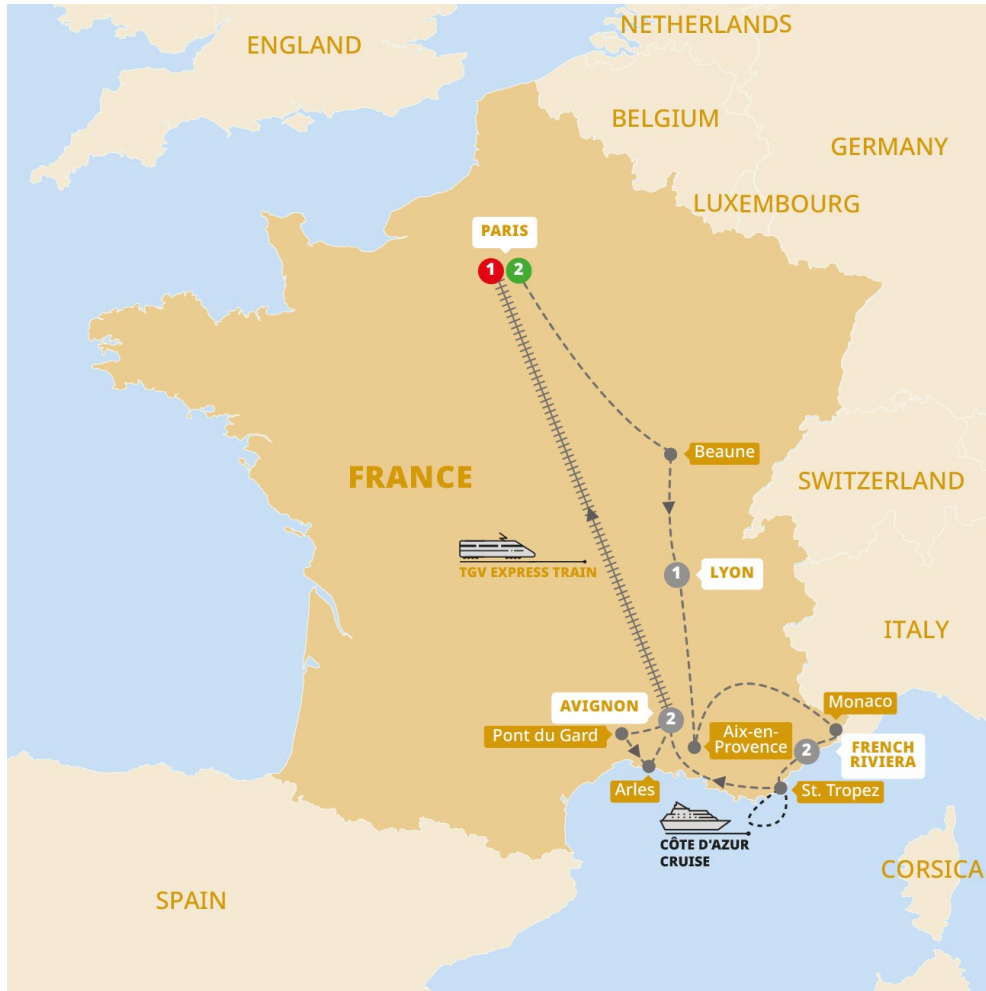 ENGLAND
NETHERLANDS
BELGIUM
GERMANY
LUXEMBOURG
PARIS
1
2
Beaune
FRANCE
SWITZERLAND
TGV EXPRESS TRAIN
1
LYON
ITALY
AVIGNON
2
Monaco
Pont du Gard
Aix-en-
Provence
2
FRENCH
RIVIERA
Arles
St. Tropez
CÔTE D'AZUR
CRUISE
CORSICA
SPAIN